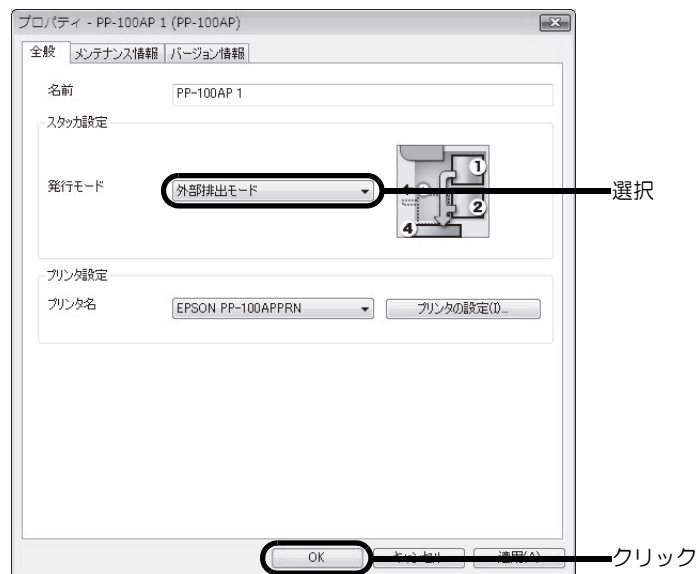 プロパティ - PP-100AP 1 (PP-100AP)
全般 メンテナンス情報 バージョン情報
名前 PP-100AP 1
スタッカ設定
発行モード 外部排出モード
1
2
4
選択
プリンタ設定
プリンタ名 EPSON PP-100APPRN プリンタの設定(I)...
OK キャンセル 適用(A)
クリック